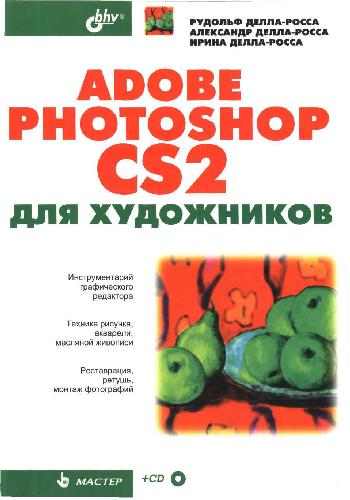 bhv®
РУДОЛЬФ ДЕЛЛА-РОССА
АЛЕКСАНДР ДЕЛЛА-РОССА
ИРИНА ДЕЛЛА-РОССА
ADOBE
PHOTOSHOP
CS2
ДЛЯ ХУДОЖНИКОВ
Инструментарий
графического
редактора
Техника рисунка,
акварели,
масляной живописи
Реставрация,
ретушь,
монтаж фотографий
МАСТЕР
+CD